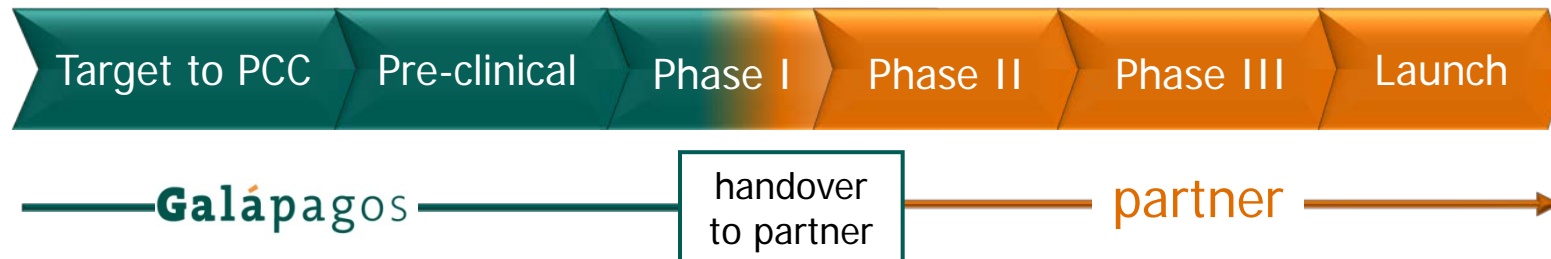 Target to PCC Pre-clinical Phase I Phase II Phase III Launch
Galápagos
handover
to partner
partner